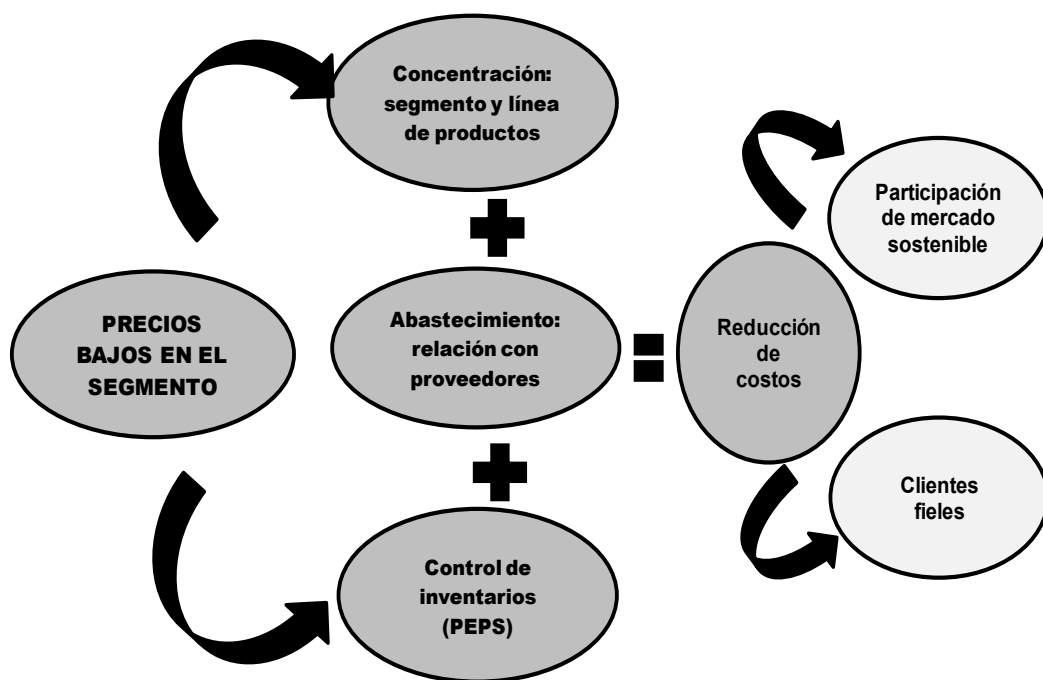 Concentración:
segmento y línea
de productos
PRECIOS
BAJOS EN EL
SEGMENTO
Abastecimiento:
relación con
proveedores
Control de
inventarios
(PEPS)
Reducción
de
costos
Participación
de mercado
sostenible
Clientes
fieles